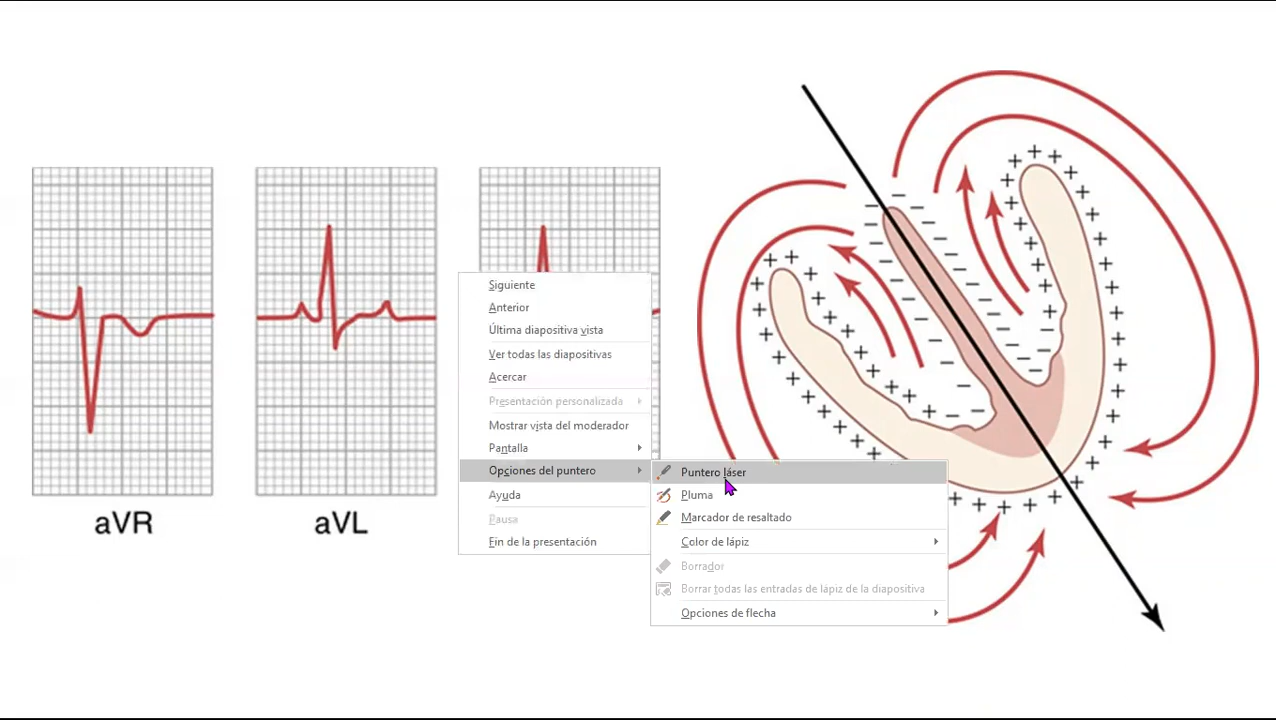 aVR
aVL
Siguiente
Anterior
Última diapositiva vista
Ver todas las diapositivas
Acercar
Presentación personalizada
Mostrar vista del moderador
Pantalla
Opciones del puntero
Ayuda
Pausa
Fin de la presentación
Puntero láser
Pluma
Marcador de resaltado
Color de lápiz
Borrador
Borrar todas las entradas de lápiz de la diapositiva
Opciones de flecha